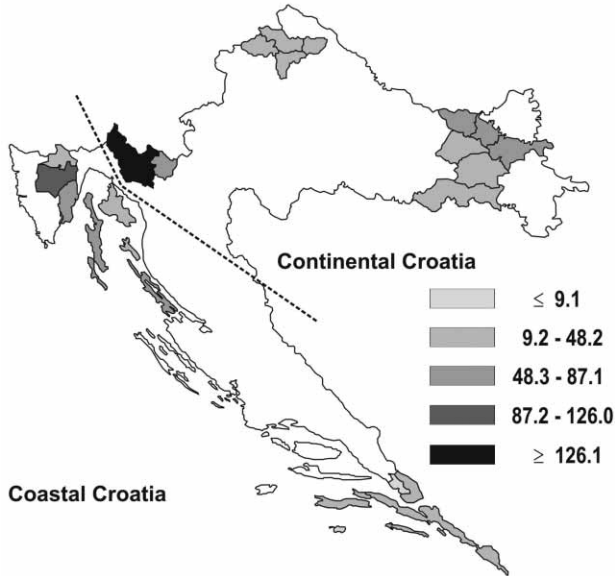 Continental Croatia
≤ 9.1
9.2 - 48.2
48.3 - 87.1
87.2 - 126.0
≥ 126.1
Coastal Croatia